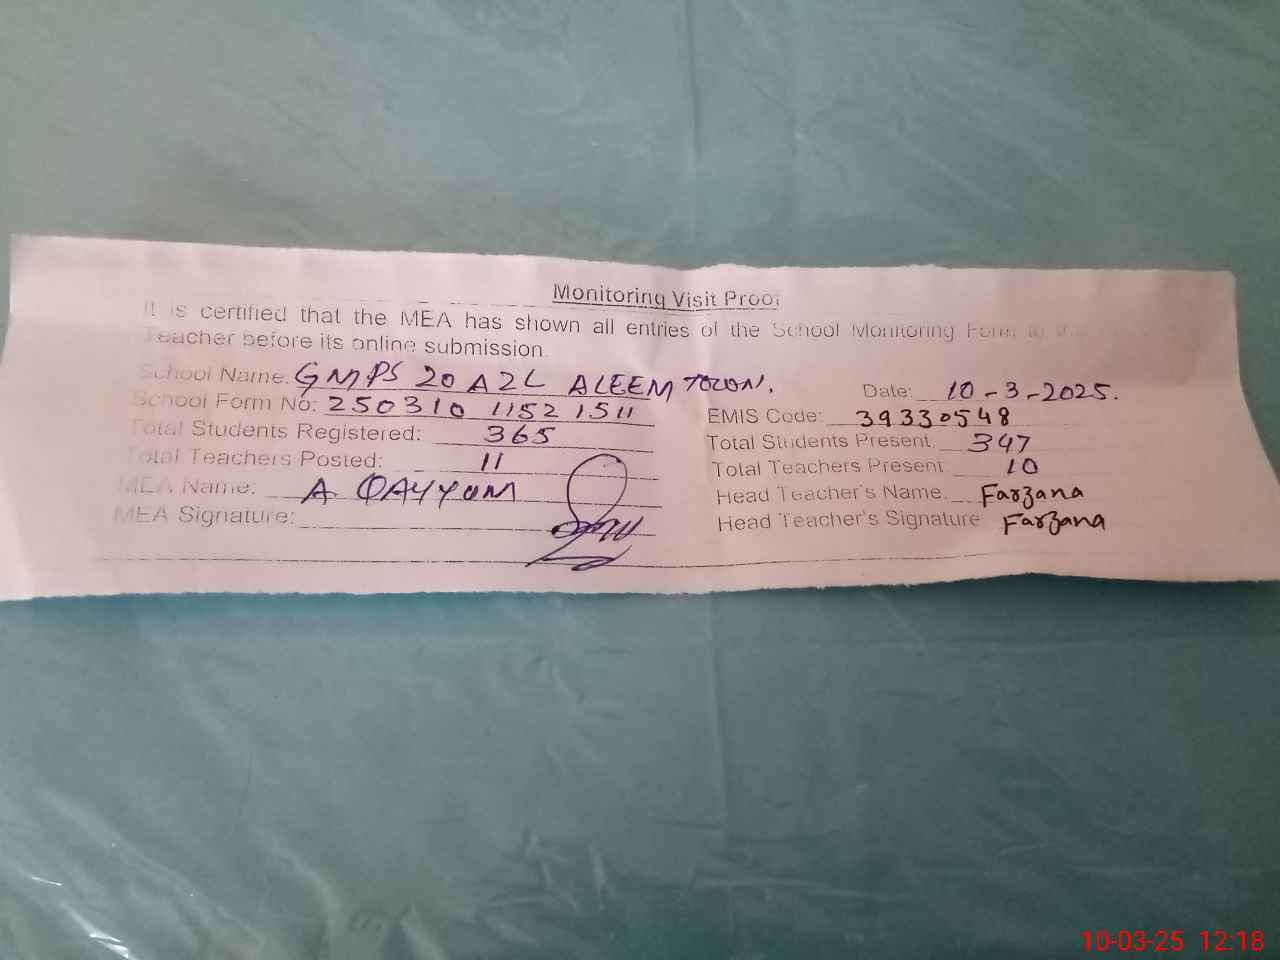 Monitoring Visit Proof
It is certified that the MEA has shown all entries of the School Monitoring Form to the
Teacher before its online submission.
School Name: GMPS 20 A2L ALEEM TOWN. Date: 10-3-2025.
School Form No: 250310 1152 1511 EMIS Code: 39330548
Total Students Registered: 365 Total Students Present: 347
Total Teachers Posted: 11 Total Teachers Present: 10
MEA Name: A QAYYUM Head Teacher's Name. Farzana
MEA Signature: Head Teacher's Signature Farzana
10-03-25 12:18